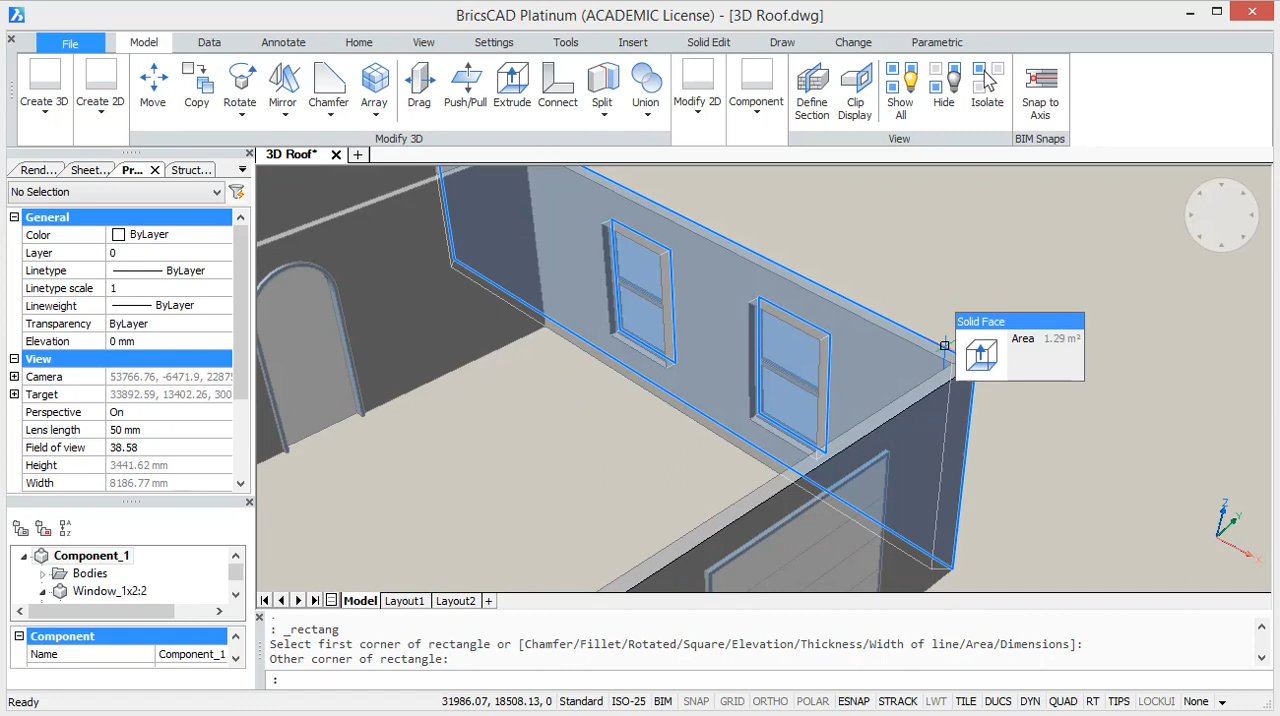 BricsCAD Platinum (ACADEMIC License) - [3D Roof.dwg]
File Model Data Annotate Home View Settings Tools Insert Solid Edit Draw Change Parametric
Create 3D Create 2D Move Copy Rotate Mirror Chamfer Array Drag Push/Pull Extrude Connect Split Union Modify 2D Component Define Section Clip Display Show All Hide Isolate Snap to Axis
Modify 3D View BIM Snaps
3D Roof*
Rend... Sheet... Pr... Struct...
No Selection
General
Color ByLayer
Layer 0
Linetype ByLayer
Linetype scale 1
Lineweight ByLayer
Transparency ByLayer
Elevation 0 mm
View
Camera 53766.76, -6471.9, 22875
Target 33892.59, 13402.26, 300
Perspective On
Lens length 50 mm
Field of view 38.58
Height 3441.62 mm
Width 8186.77 mm
Solid Face
Area 1.29 m²
Z
Y
X
Component_1
Bodies
Window_1x2:2
Component
Name Component_1
Model Layout1 Layout2 +
: _rectang
Select first corner of rectangle or [Chamfer/Fillet/Rotated/Square/Elevation/Thickness/Width of line/Area/Dimensions]:
Other corner of rectangle:
:
Ready 31986.07, 18508.13, 0 Standard ISO-25 BIM SNAP GRID ORTHO POLAR ESNAP STRACK LWT TILE DUCS DYN QUAD RT TIPS LOCKUI None